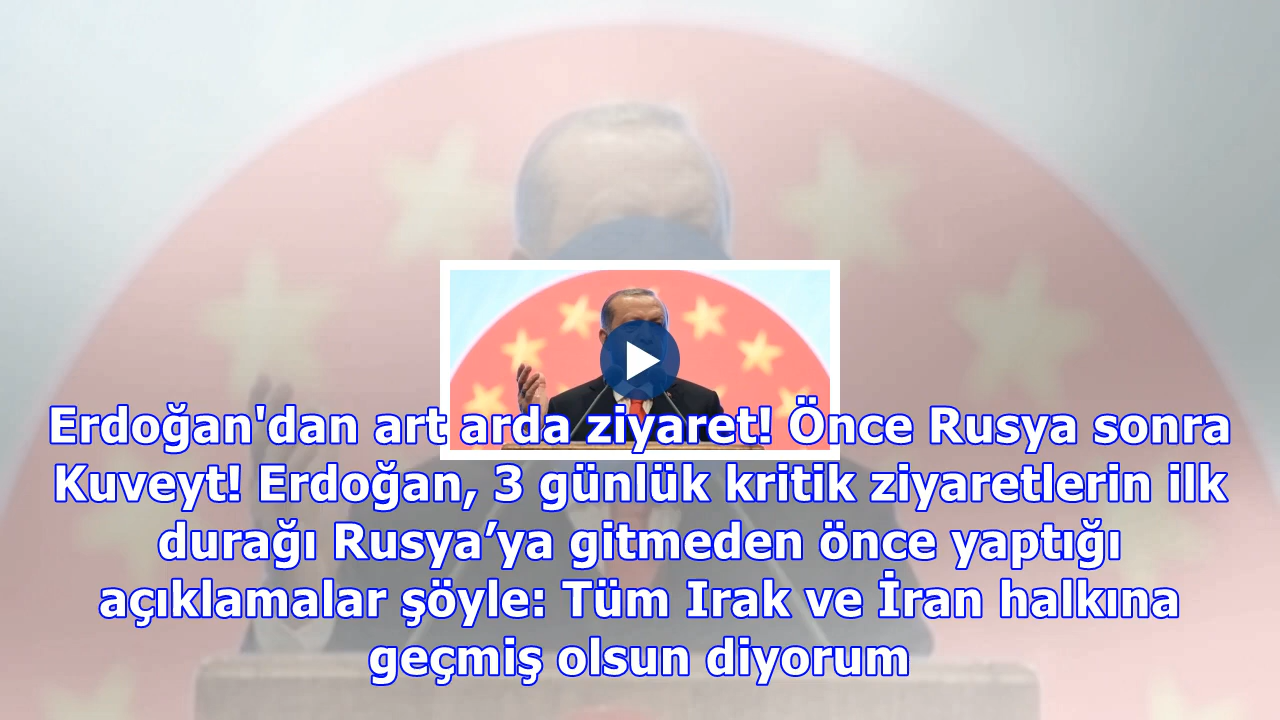 Erdoğan'dan art arda ziyaret! Önce Rusya sonra
Kuveyt! Erdoğan, 3 günlük kritik ziyaretlerin ilk
durağı Rusya’ya gitmeden önce yaptığı
açıklamalar şöyle: Tüm Irak ve İran halkına
geçmiş olsun diyorum